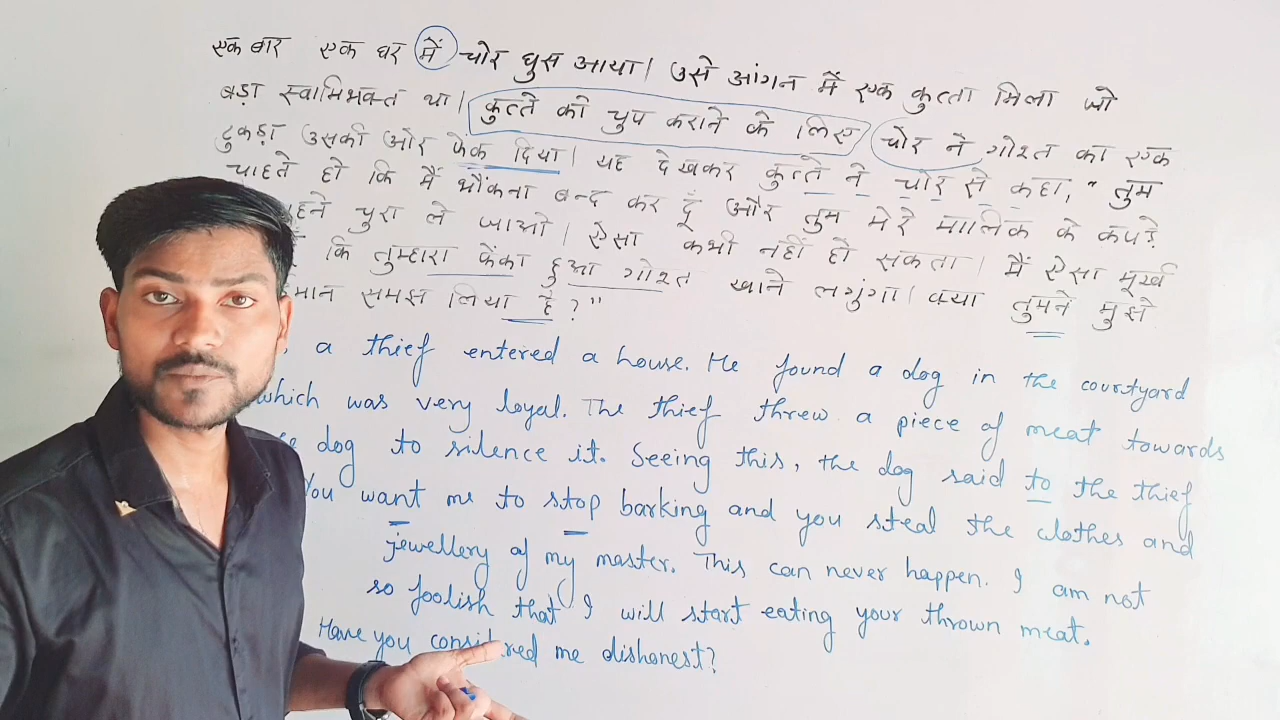 एक बार एक घर में चोर घुस आया। उसे आंगन में एक कुत्ता मिला जो
बड़ा स्वामिभक्त था। कुत्ते को चुप कराने के लिए चोर ने गोश्त का एक
टुकड़ा उसकी ओर फेंक दिया। यह देखकर कुत्ते ने चोर से कहा, "तुम
चाहते हो कि मैं भौंकना बन्द कर दूं और तुम मेरे मालिक के कपड़े
चुरा ले जाओ। ऐसा कभी नहीं हो सकता। मैं ऐसा मूर्ख
कि तुम्हारा फेंका हुआ गोश्त खाने लगुंगा। क्या तुमने मुझे
समझ लिया है?"
a thief entered a house. He found a dog in the courtyard
which was very loyal. The thief threw a piece of meat towards
dog to silence it. Seeing this, the dog said to the thief
You want me to stop barking and you steal the clothes and
jewellery of my master. This can never happen. I am not
so foolish that I will start eating your thrown meat.
Have you considered me dishonest?